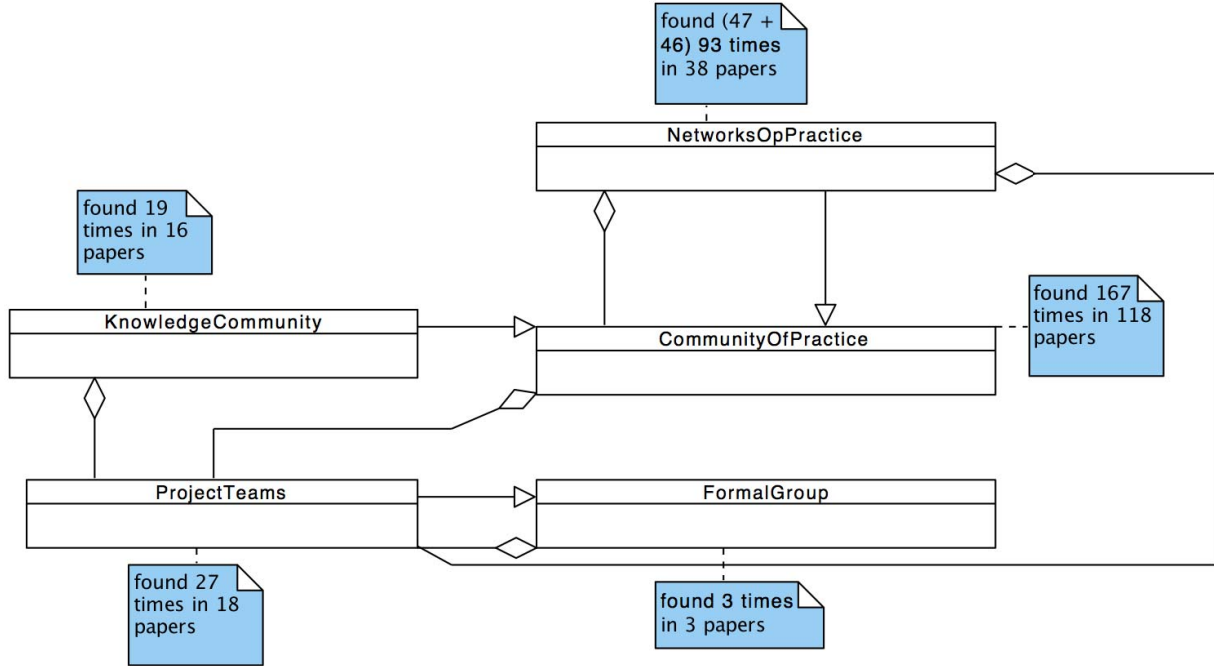 found (47 +
46) 93 times
in 38 papers
NetworksOpPractice
found 19
times in 16
papers
found 167
times in 118
papers
KnowledgeCommunity
CommunityOfPractice
ProjectTeams
FormalGroup
found 27
times in 18
papers
found 3 times
in 3 papers